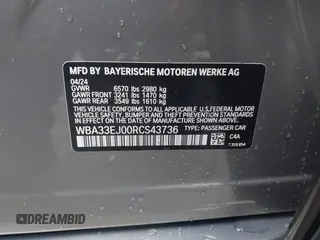 MFD BY BAYERISCHE MOTOREN WERKE AG
04/24
GVWR 6570 lbs 2980 kg
GAWR FRONT 3241 lbs 1470 kg
GAWR REAR 3549 lbs 1610 kg
THIS VEHICLE CONFORMS TO ALL APPLICABLE U.S. FEDERAL MOTOR
VEHICLE SAFETY, BUMPER, AND THEFT PREVENTION STANDARDS IN
EFFECT ON THE DATE OF MANUFACTURE SHOWN ABOVE.
WBA33EJ00RCS43736 TYPE: PASSENGER CAR
C4A
DREAMBID